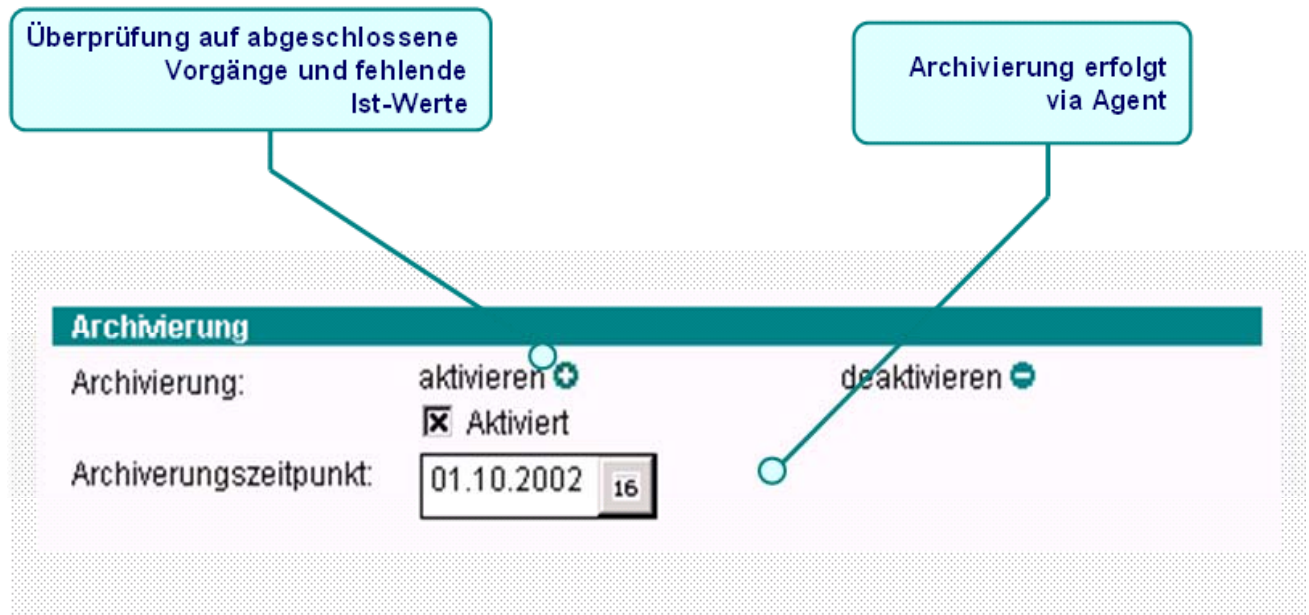 Überprüfung auf abgeschlossene
Vorgänge und fehlende
Ist-Werte
Archivierung erfolgt
via Agent
Archivierung
Archivierung: aktivieren deaktivieren
Aktiviert
Archiverungszeitpunkt: 01.10.2002 16